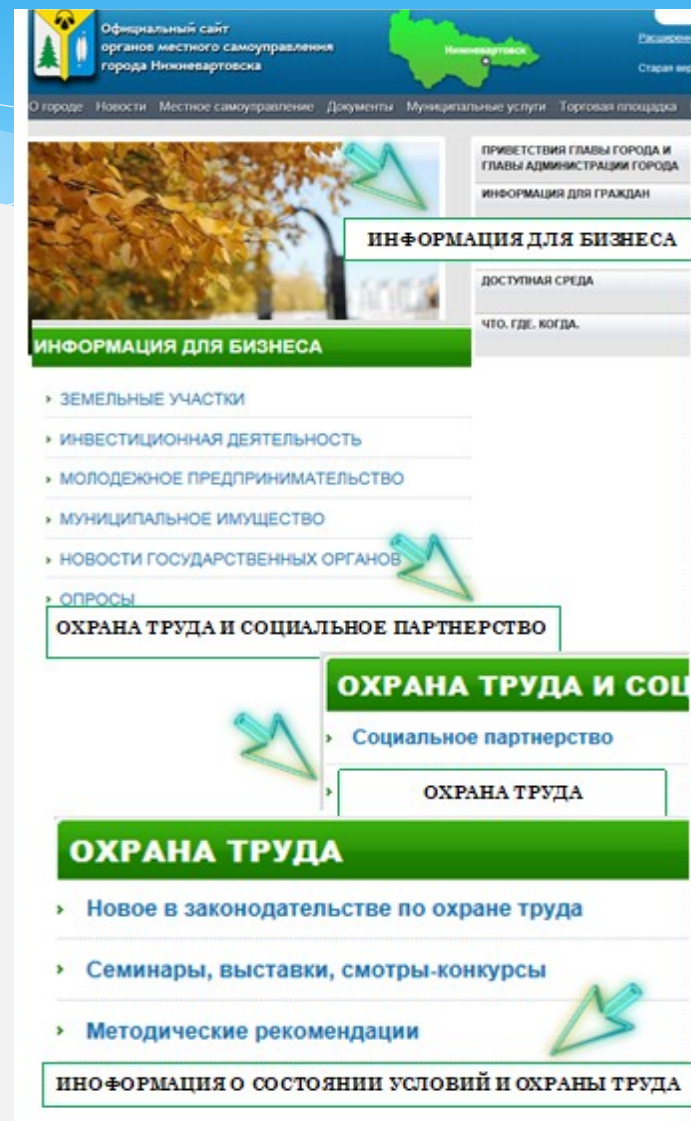 Официальный сайт
органов местного самоуправления
города Нижневартовска
Нижневартовск
Старая
О городе Новости Местное самоуправление Документы Муниципальные услуги Торговая площадка
ПРИВЕТСТВИЯ ГЛАВЫ ГОРОДА И
ГЛАВЫ АДМИНИСТРАЦИИ ГОРОДА
ИНФОРМАЦИЯ ДЛЯ ГРАЖДАН
ИНФОРМАЦИЯ ДЛЯ БИЗНЕСА
ДОСТУПНАЯ СРЕДА
ЧТО. ГДЕ. КОГДА.
ИНФОРМАЦИЯ ДЛЯ БИЗНЕСА
ЗЕМЕЛЬНЫЕ УЧАСТКИ
ИНВЕСТИЦИОННАЯ ДЕЯТЕЛЬНОСТЬ
МОЛОДЕЖНОЕ ПРЕДПРИНИМАТЕЛЬСТВО
МУНИЦИПАЛЬНОЕ ИМУЩЕСТВО
НОВОСТИ ГОСУДАРСТВЕННЫХ ОРГАНОВ
ОПРОСЫ
ОХРАНА ТРУДА И СОЦИАЛЬНОЕ ПАРТНЕРСТВО
ОХРАНА ТРУДА И СОЦ
Социальное партнерство
ОХРАНА ТРУДА
ОХРАНА ТРУДА
Новое в законодательстве по охране труда
Семинары, выставки, смотры-конкурсы
Методические рекомендации
ИНОФОРМАЦИЯ О СОСТОЯНИИ УСЛОВИЙ И ОХРАНЫ ТРУДА